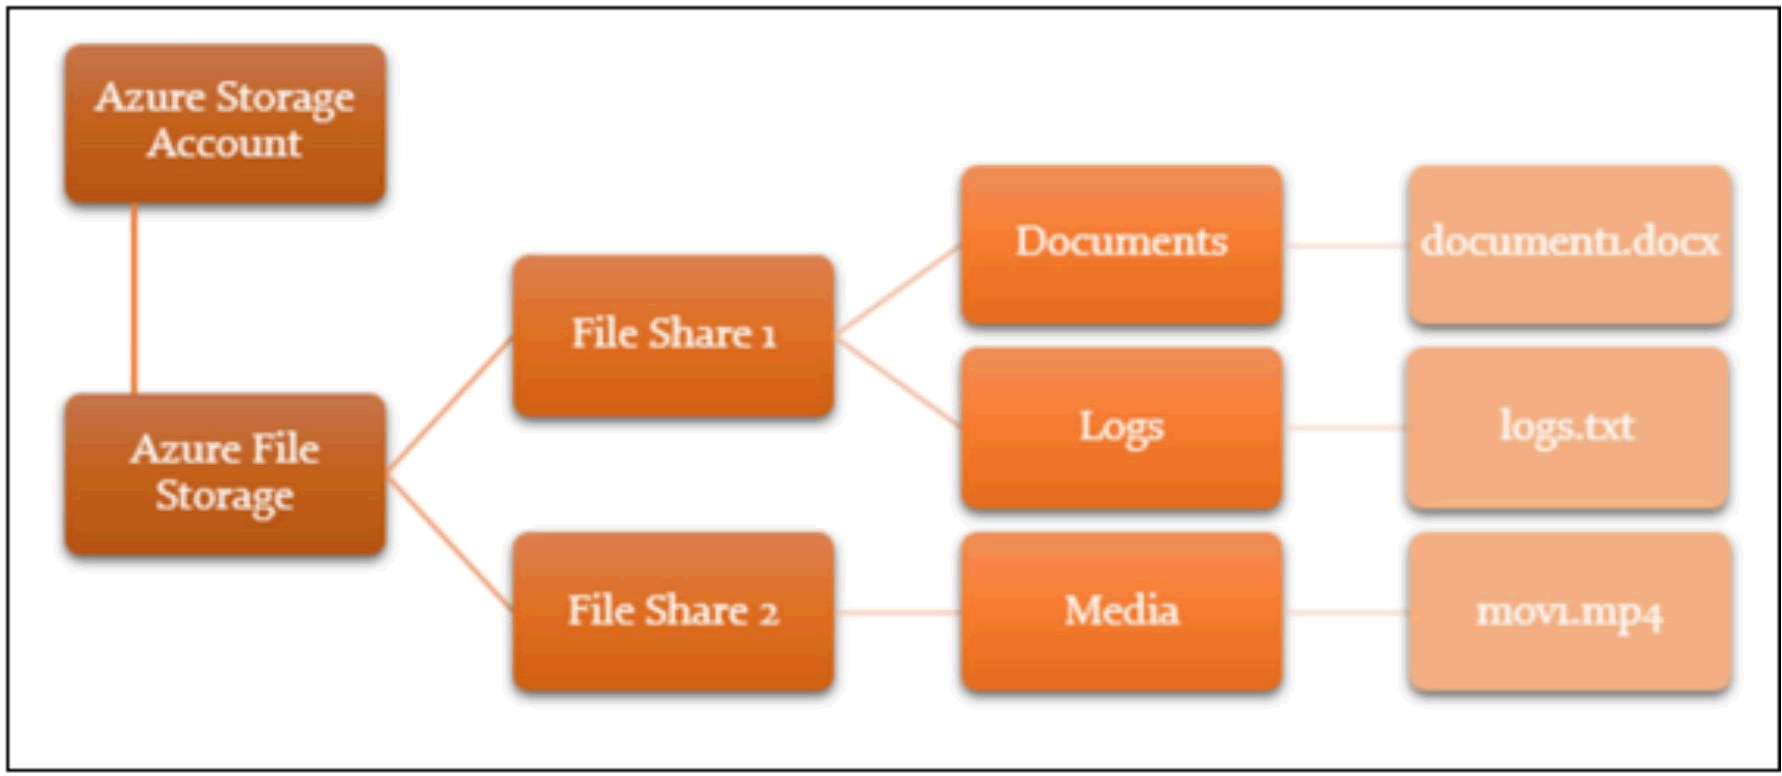 Azure Storage
Account
Azure File
Storage
File Share 1
File Share 2
Documents
Logs
Media
document1.docx
logs.txt
mov1.mp4